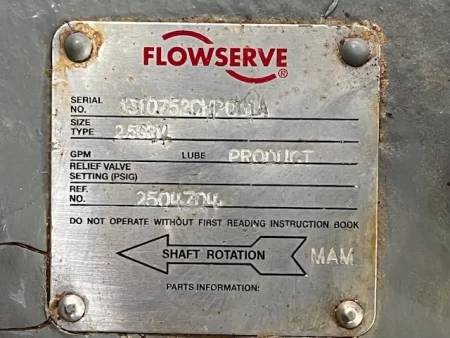 FLOWSERVE
®
SERIAL
NO.
SIZE
TYPE
GPM LUBE PRODUCT
RELIEF VALVE
SETTING (PSIG)
REF.
NO. 2504704
DO NOT OPERATE WITHOUT FIRST READING INSTRUCTION BOOK
SHAFT ROTATION MAM
PARTS INFORMATION: